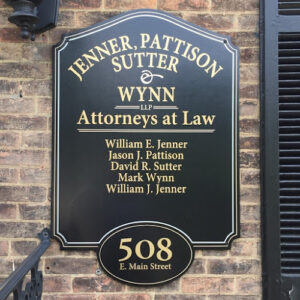 JENNER, PATTISON
SUTTER
&
WYNN
LLP
Attorneys at Law
William E. Jenner
Jason J. Pattison
David R. Sutter
Mark Wynn
William J. Jenner
508
E. Main Street